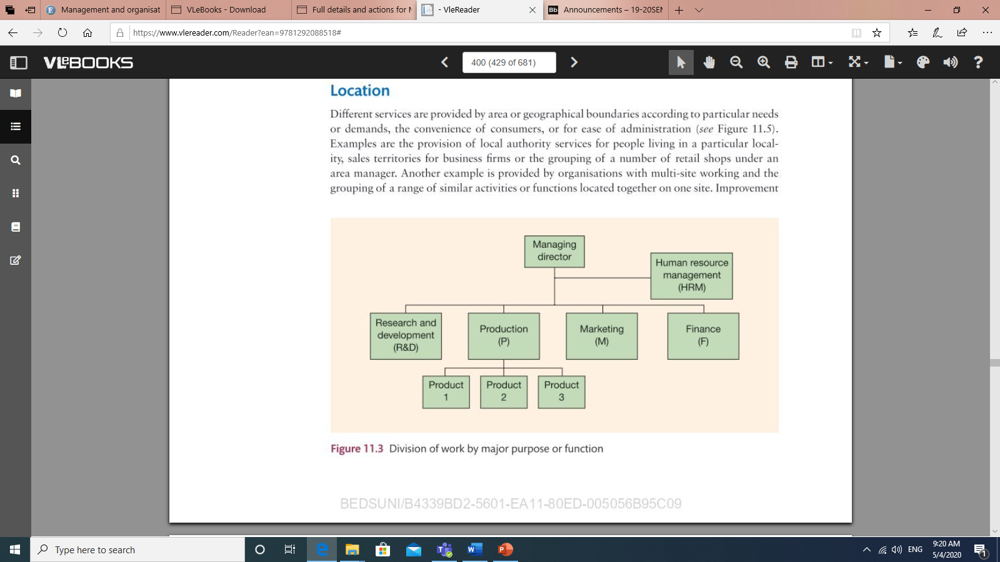 Management and organisat
VLeBooks - Download
Full details and actions for M
- VleReader
Bb Announcements – 19-20SEM
https://www.vlereader.com/Reader?ean=9781292088518#
VLeBOOKS
400 (429 of 681)
Location
Different services are provided by area or geographical boundaries according to particular needs
or demands, the convenience of consumers, or for ease of administration (see Figure 11.5).
Examples are the provision of local authority services for people living in a particular local-
ity, sales territories for business firms or the grouping of a number of retail shops under an
area manager. Another example is provided by organisations with multi-site working and the
grouping of a range of similar activities or functions located together on one site. Improvement
Managing
director
Human resource
management
(HRM)
Research and
development
(R&D)
Production
(P)
Marketing
(M)
Finance
(F)
Product
1
Product
2
Product
3
Figure 11.3 Division of work by major purpose or function
BEDSUNI/B4339BD2-5601-EA11-80ED-005056B95C09
Type here to search
ENG
9:20 AM
5/4/2020
1